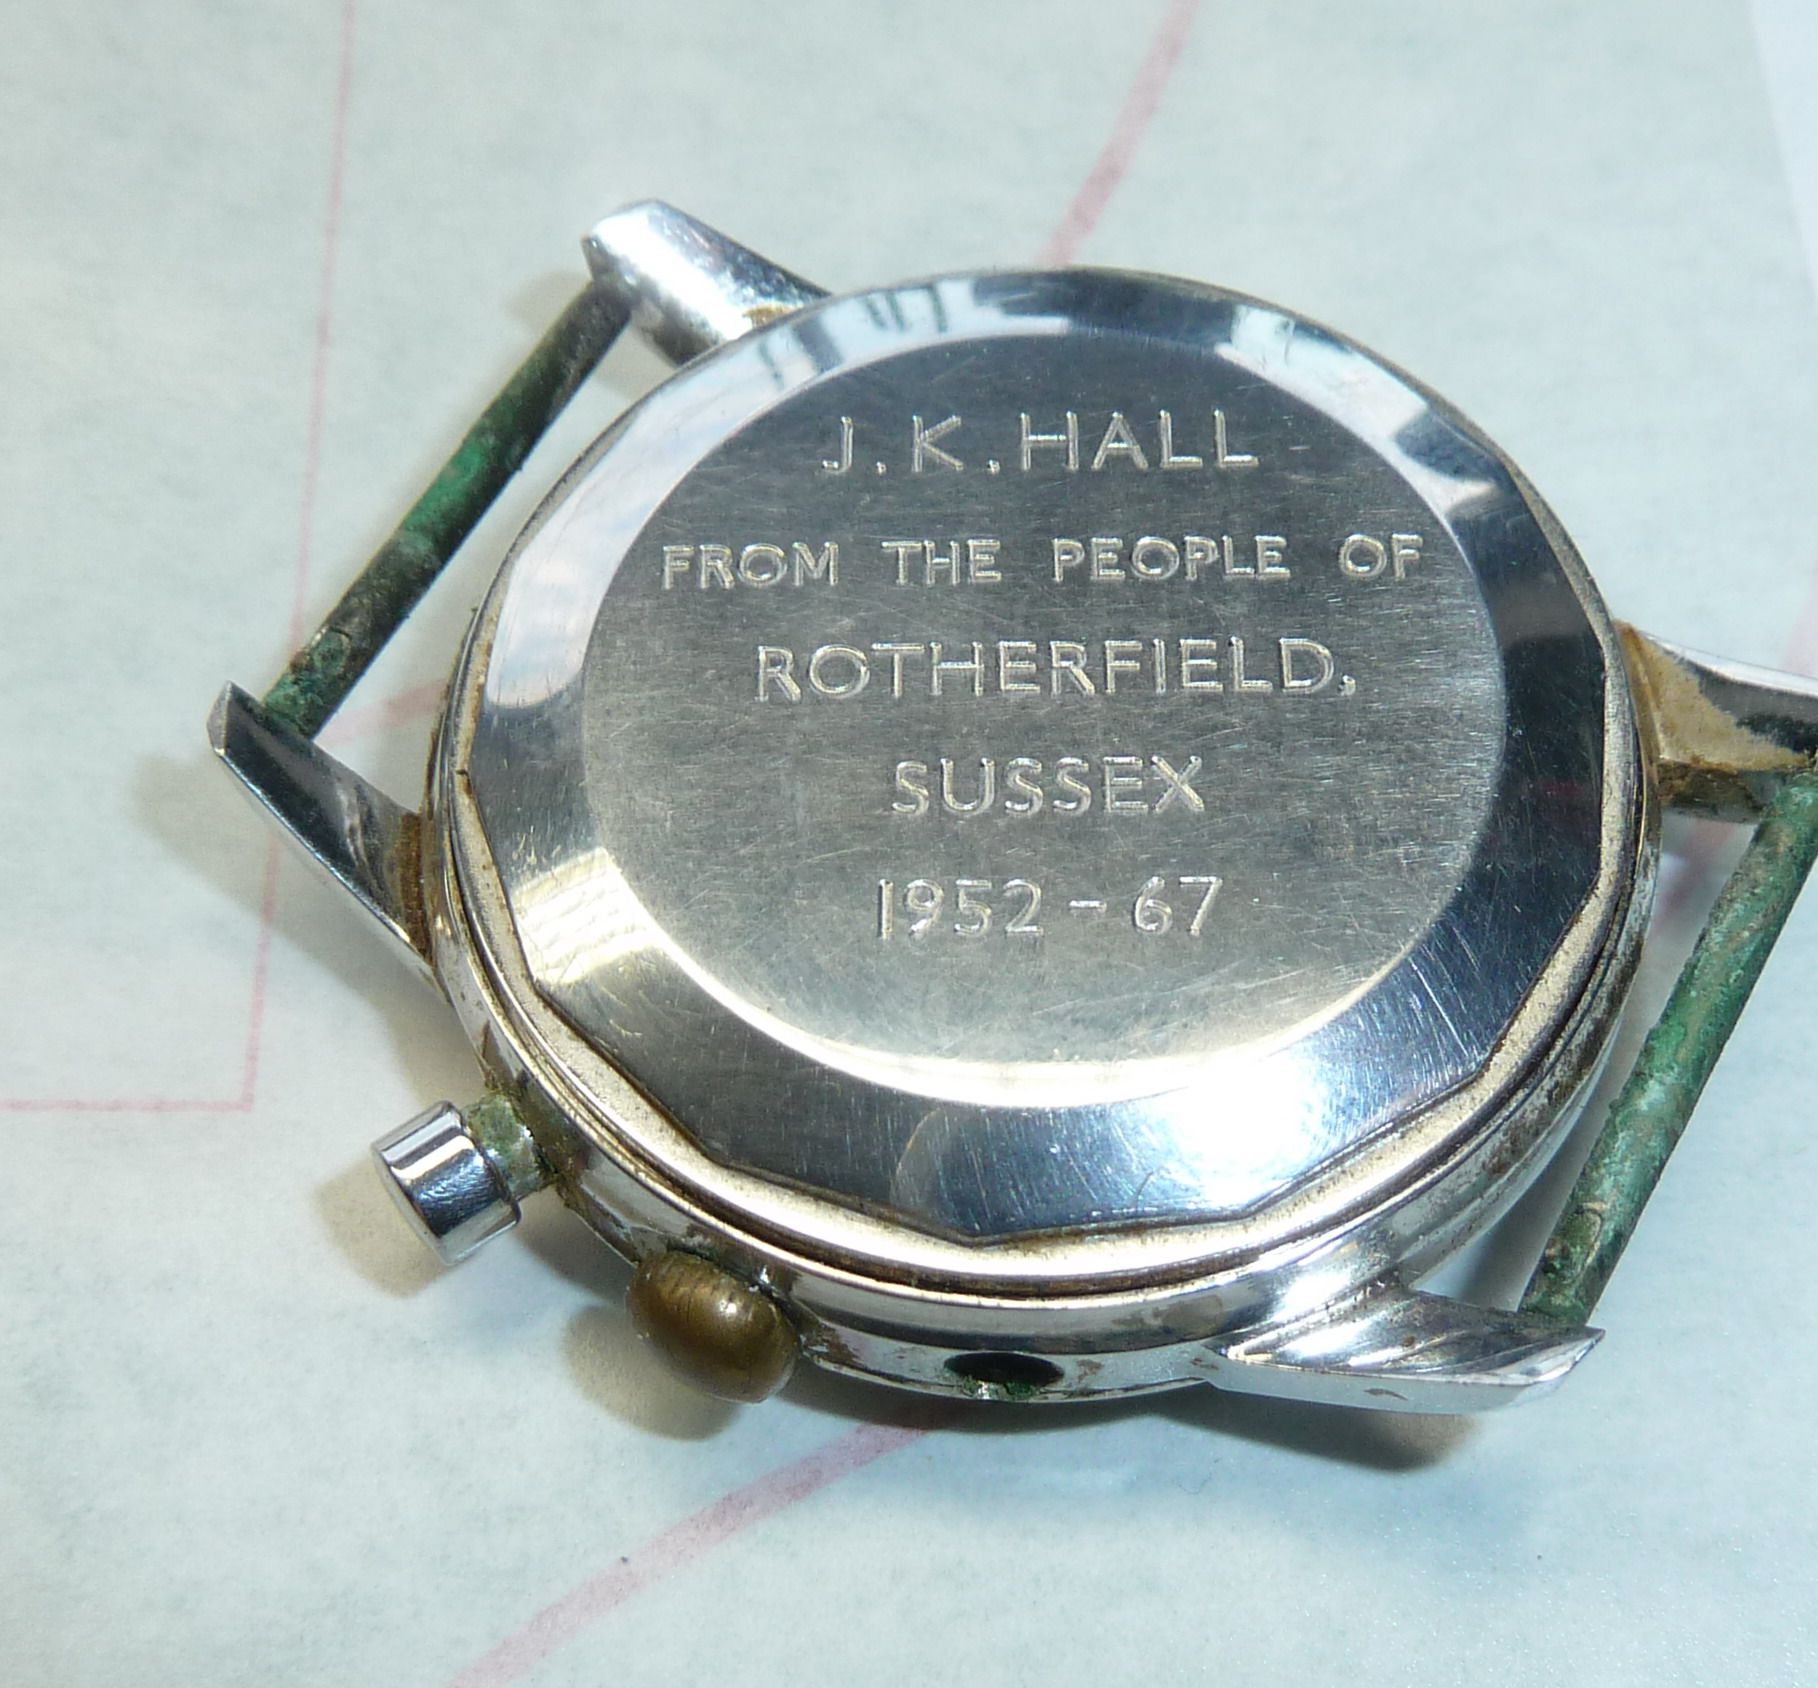 J.K.HALL
FROM THE PEOPLE OF
ROTHERFIELD,
SUSSEX
1952-67